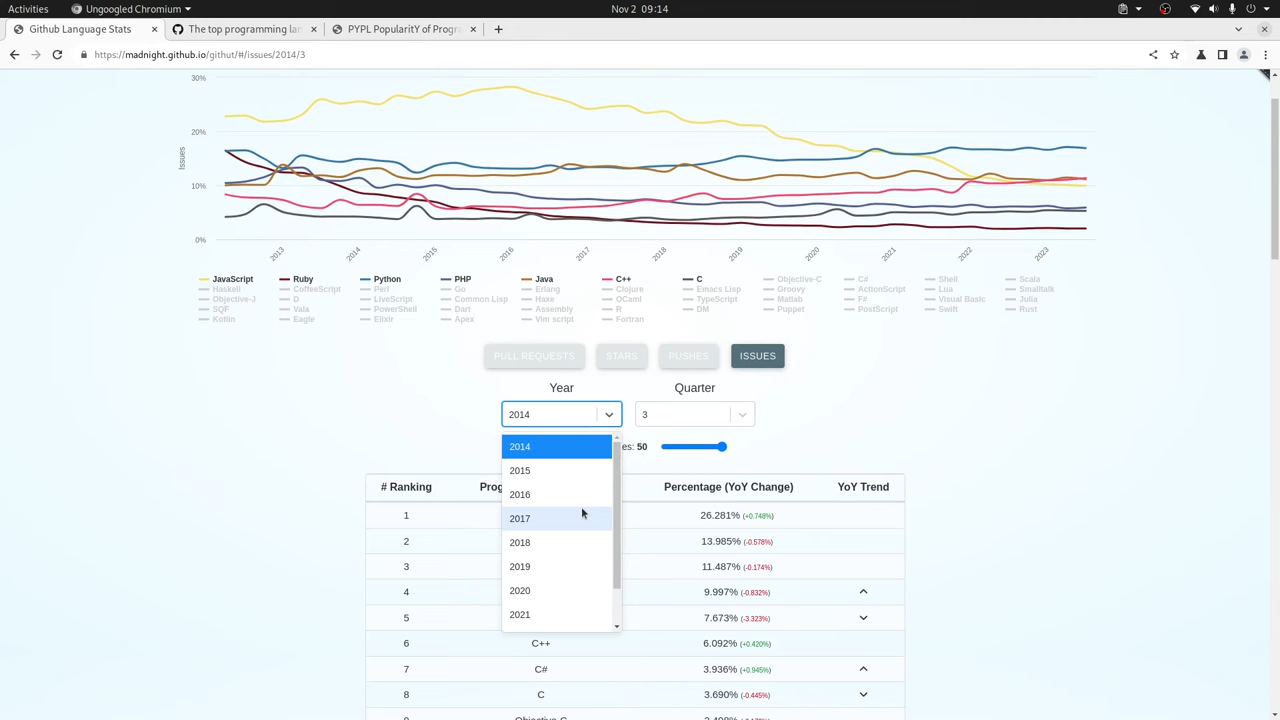 Activities Ungoogled Chromium Nov 2 09:14
Github Language Stats The top programming lan PYPL PopularitY of Progra
https://madnight.github.io/githut/#/issues/2014/3
30%
20%
Issues
10%
0%
2013 2014 2015 2016 2017 2018 2019 2020 2021 2022 2023
JavaScript Ruby Python PHP Java C++ C Objective-C C# Shell Scala
Haskell CoffeeScript Perl Go Erlang Clojure Emacs Lisp Groovy ActionScript Lua Smalltalk
Objective-J D LiveScript Common Lisp Haxe OCaml TypeScript Matlab F# Visual Basic Julia
SQF Vala PowerShell Dart Assembly R DM Puppet PostScript Swift Rust
Kotlin Eagle Elixir Apex Vim script Fortran
PULL REQUESTS STARS PUSHES ISSUES
Year Quarter
2014 3
2014
2015
2016
2017
2018
2019
2020
2021
es: 50
# Ranking Prog Percentage (YoY Change) YoY Trend
1 26.281% (+0.748%)
2 13.985% (-0.578%)
3 11.487% (-0.174%)
4 9.997% (-0.832%)
5 7.673% (-3.323%)
6 C++ 6.092% (+0.420%)
7 C# 3.936% (+0.945%)
8 C 3.690% (-0.445%)